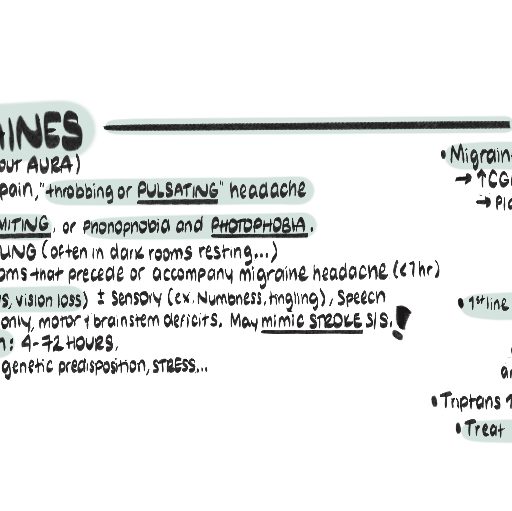 AINES
out AURA)
pain, "throbbing or PULSATING" headache
MITING, or phonophobia and PHOTOPHOBIA.
LING (often in dark rooms resting...)
oms that precede or accompany migraine headache (<1hr)
s, vision loss) ± sensory (ex. Numbness, tingling), Speech
only, motor & brainstem deficits. May mimic STROKE S/S.!
n: 4-72 HOURS.
genetic predisposition, STRESS...
• Migrain
→ ↑CG
→ Pl
• 1st line
a
• Triptans
• Treat